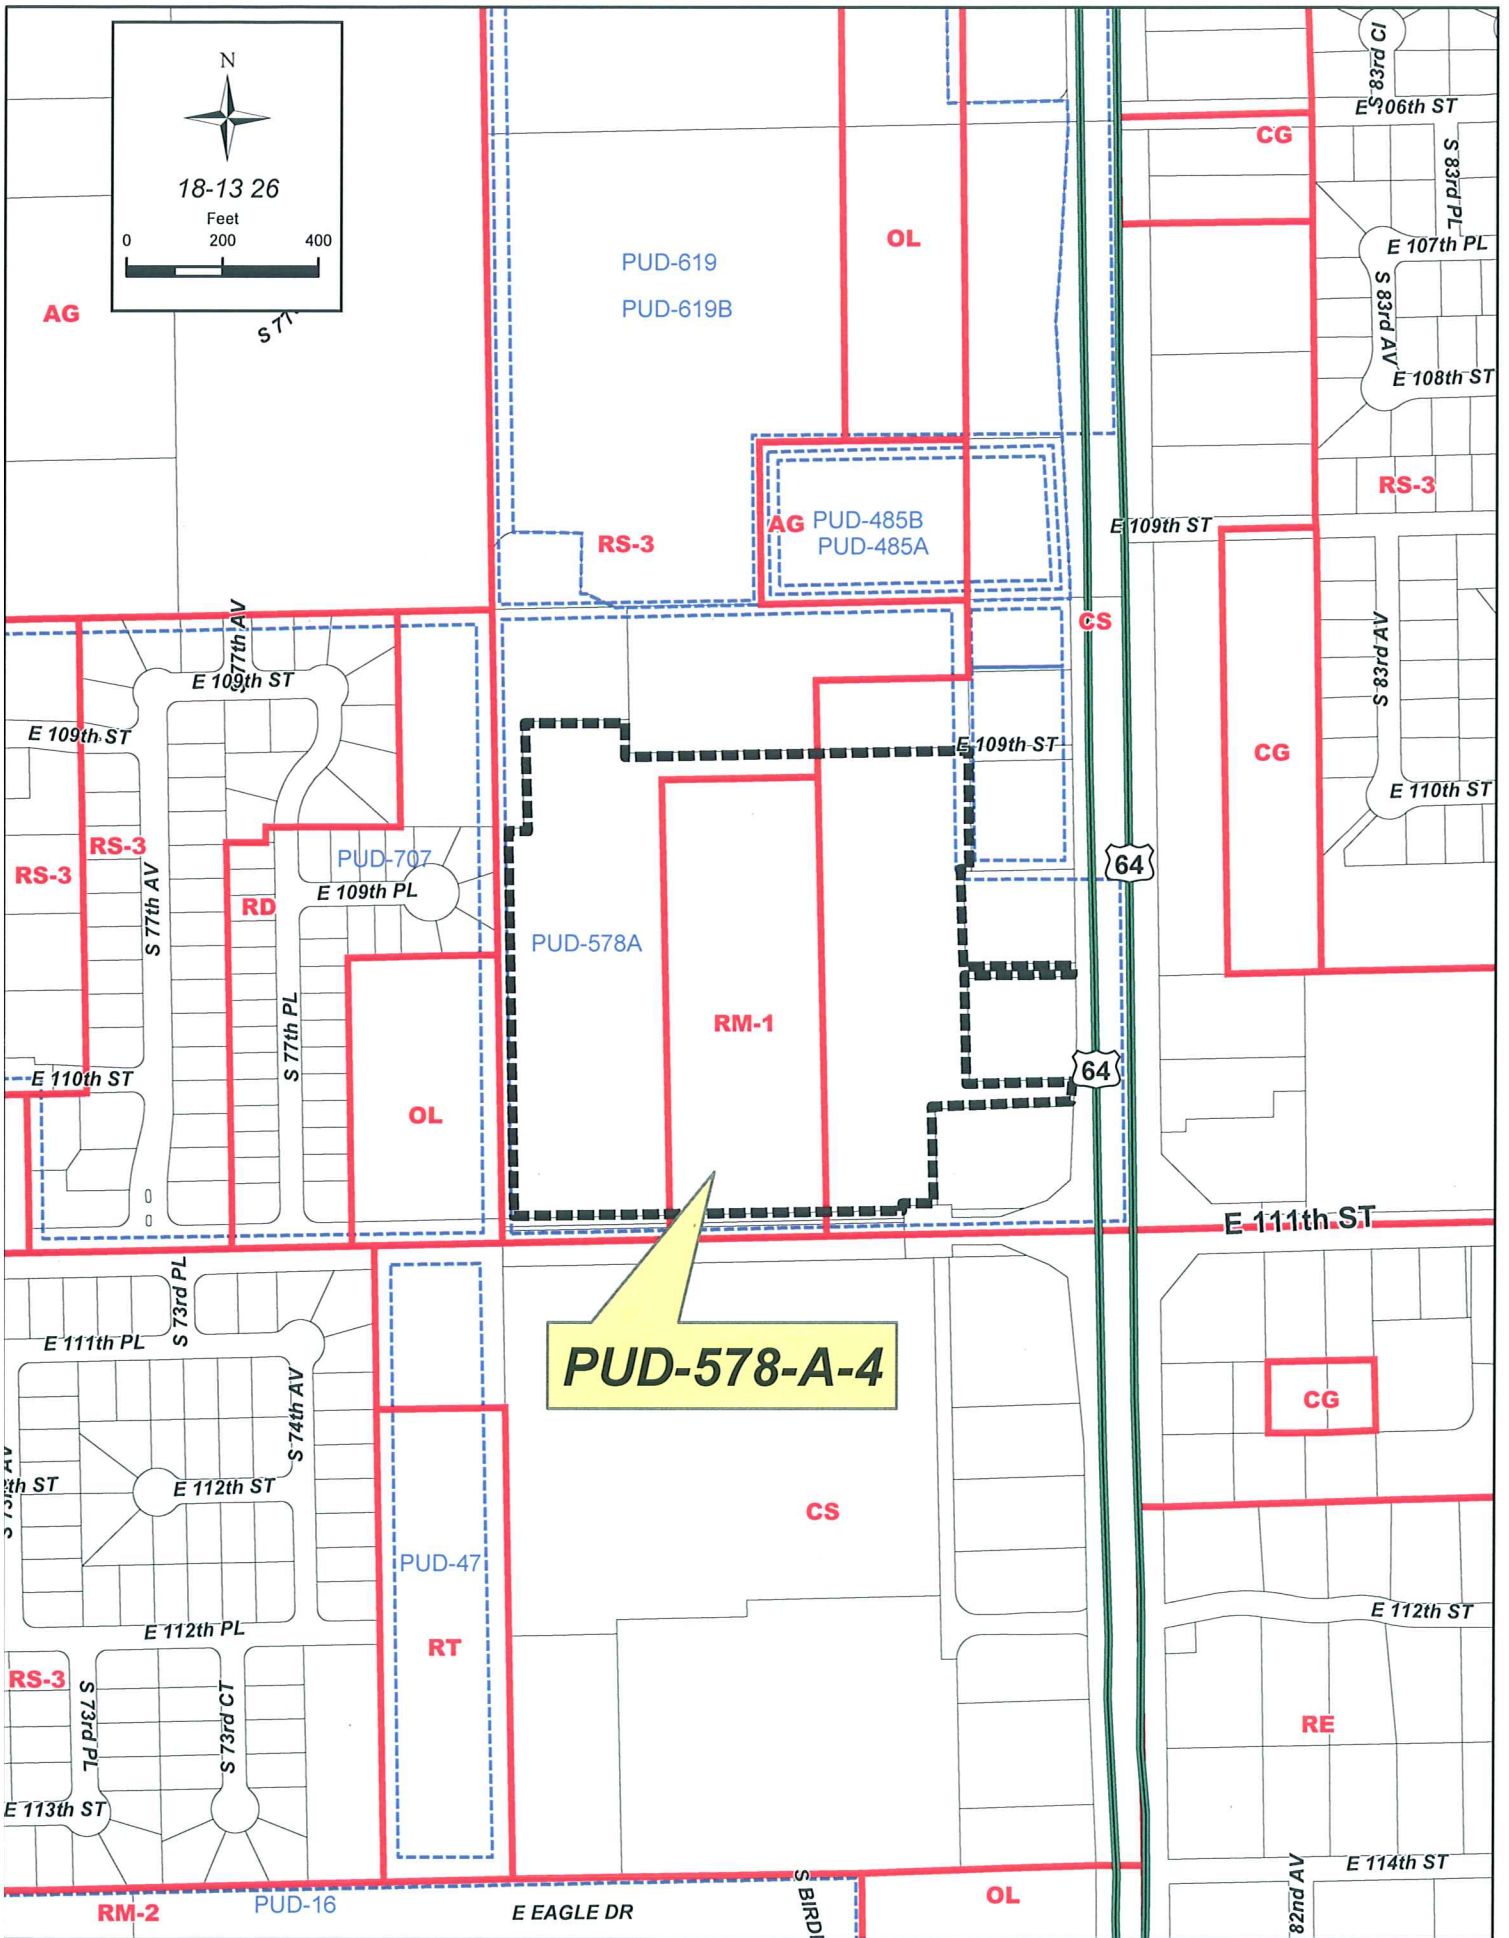 N
18-13 26
Feet
0 200 400
S 83rd Cl
E 106th ST
CG
S 83rd PL
E 107th PL
OL
PUD-619
PUD-619B
AG
S 83rd AV
E 108th ST
RS-3
AG
PUD-485B
PUD-485A
E 109th ST
RS-3
CS
S 77th AV
S 83rd AV
E 109th ST
E 109th ST
E 109th ST
CG
E 110th ST
RS-3
PUD-707
64
RS-3
S 77th AV
RD
E 109th PL
PUD-578A
RM-1
S 77th PL
E 110th ST
64
OL
E 111th ST
S 73rd PL
E 111th PL
PUD-578-A-4
S 74th AV
CG
E 112th ST
CS
PUD-47
E 112th ST
E 112th PL
RT
RS-3
S 73rd PL
S 73rd CT
RE
E 113th ST
E 114th ST
82nd AV
OL
PUD-16
RM-2
E EAGLE DR